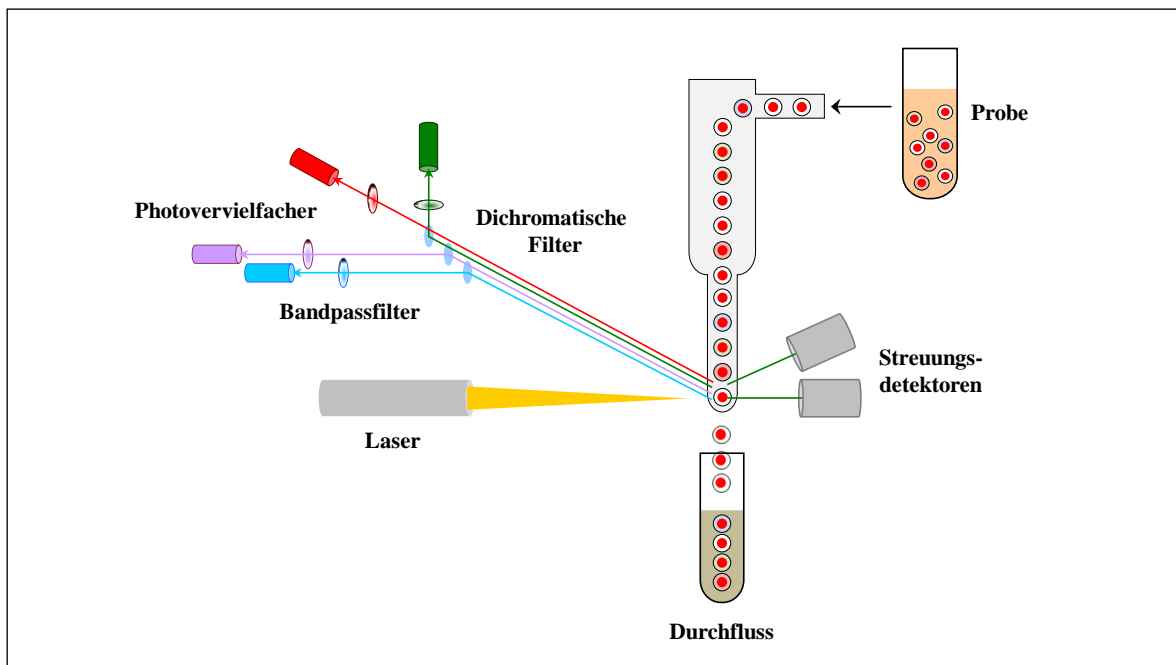 Probe
Photovervielfacher
Dichromatische
Filter
Bandpassfilter
Streuungs-
detektoren
Laser
Durchfluss